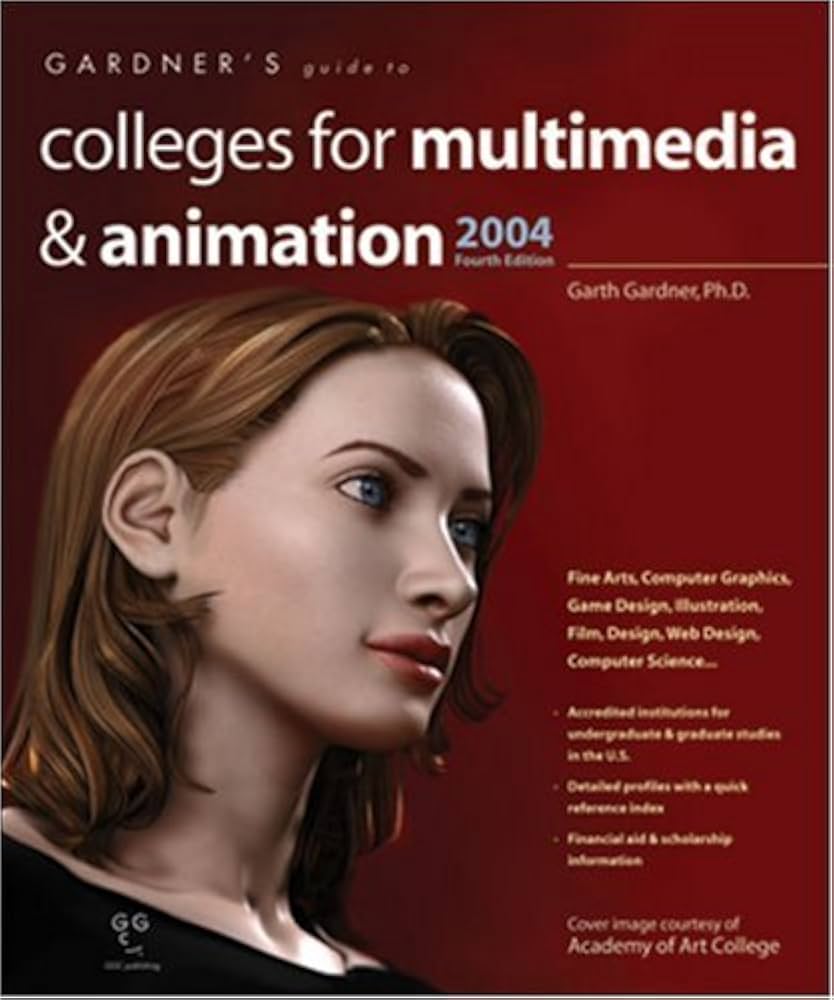 GARDNER'S guide to
colleges for multimedia
& animation 2004
Fourth Edition
Garth Gardner, Ph.D.
Fine Arts, Computer Graphics,
Game Design, Illustration,
Film, Design, Web Design,
Computer Science...
• Accredited institutions for
undergraduate & graduate studies
in the U.S.
• Detailed profiles with a quick
reference index
• Financial aid & scholarship
information
GGC
publishing
Cover image courtesy of
Academy of Art College